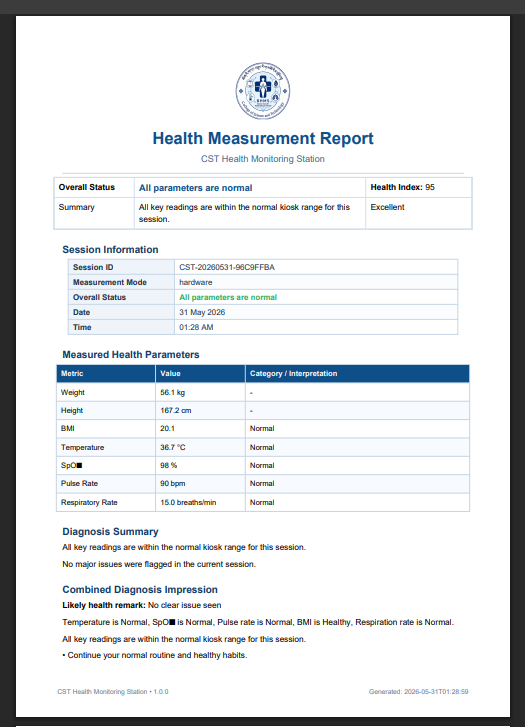 BHMS
College of Science and Technology
Health Measurement Report
CST Health Monitoring Station
Overall Status All parameters are normal Health Index: 95
Summary All key readings are within the normal kiosk range for this session. Excellent
Session Information
Session ID CST-20260531-96C9FFBA
Measurement Mode hardware
Overall Status All parameters are normal
Date 31 May 2026
Time 01:28 AM
Measured Health Parameters
Metric Value Category / Interpretation
Weight 56.1 kg -
Height 167.2 cm -
BMI 20.1 Normal
Temperature 36.7 °C Normal
SpO■ 98 % Normal
Pulse Rate 90 bpm Normal
Respiratory Rate 15.0 breaths/min Normal
Diagnosis Summary
All key readings are within the normal kiosk range for this session.
No major issues were flagged in the current session.
Combined Diagnosis Impression
Likely health remark: No clear issue seen
Temperature is Normal, SpO■ is Normal, Pulse rate is Normal, BMI is Healthy, Respiration rate is Normal.
All key readings are within the normal kiosk range for this session.
• Continue your normal routine and healthy habits.
CST Health Monitoring Station • 1.0.0 Generated: 2026-05-31T01:28:59